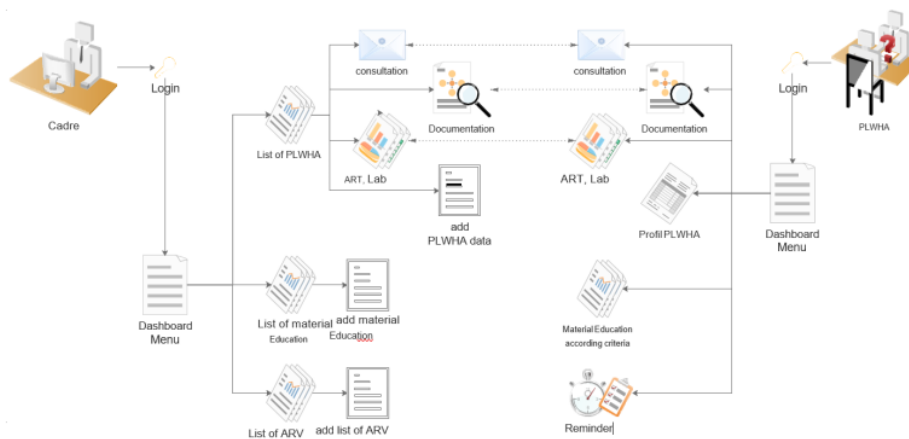 consultation
consultation
Login
Login
Cadre
Documentation
Documentation
PLWHA
List of PLWHA
ART, Lab
ART, Lab
add
PLWHA data
Profil PLWHA
Dashboard
Menu
Dashboard
Menu
List of material
Education
add material
Education
Material Education
according criteria
List of ARV
add list of ARV
Reminder